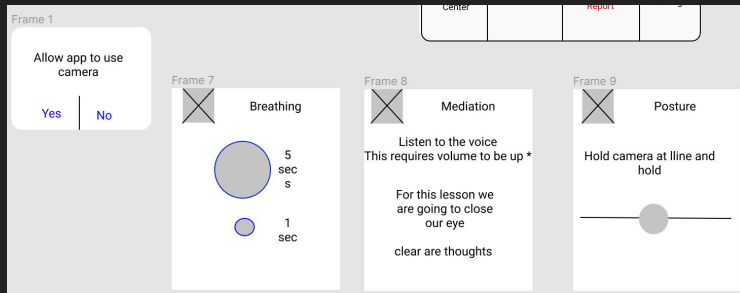 Center
Report
Frame 1
Allow app to use
camera
Yes
No
Frame 7
Breathing
5
sec
s
1
sec
Frame 8
Mediation
Listen to the voice
This requires volume to be up *
For this lesson we
are going to close
our eye
clear are thoughts
Frame 9
Posture
Hold camera at lline and
hold